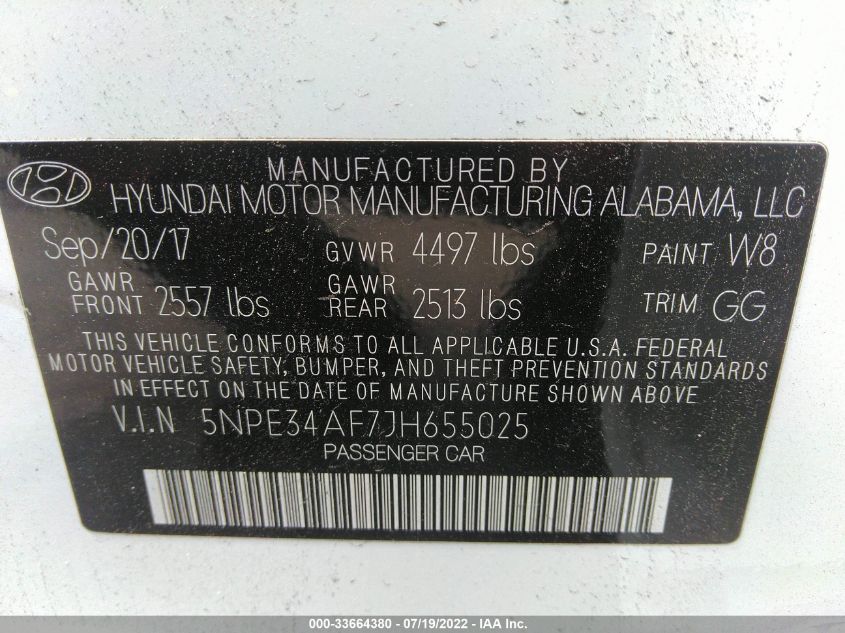 MANUFACTURED BY
HYUNDAI MOTOR MANUFACTURING ALABAMA, LLC
Sep/20/17 GVWR 4497 lbs PAINT W8
GAWR FRONT 2557 lbs GAWR REAR 2513 lbs TRIM GG
THIS VEHICLE CONFORMS TO ALL APPLICABLE U.S.A. FEDERAL
MOTOR VEHICLE SAFETY, BUMPER, AND THEFT PREVENTION STANDARDS
IN EFFECT ON THE DATE OF MANUFACTURE SHOWN ABOVE
V.I.N 5NPE34AF7JH655025
PASSENGER CAR
000-33664380 - 07/19/2022 - IAA Inc.